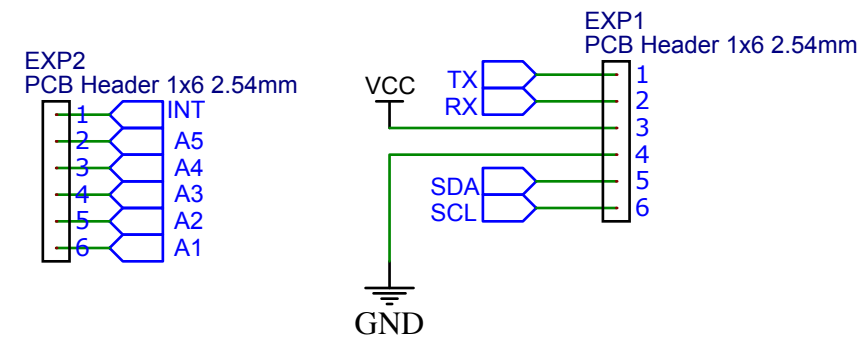 EXP2
PCB Header 1x6 2.54mm
1 INT
2 A5
3 A4
4 A3
5 A2
6 A1
EXP1
PCB Header 1x6 2.54mm
VCC
TX 1
RX 2
3
4
SDA 5
SCL 6
GND